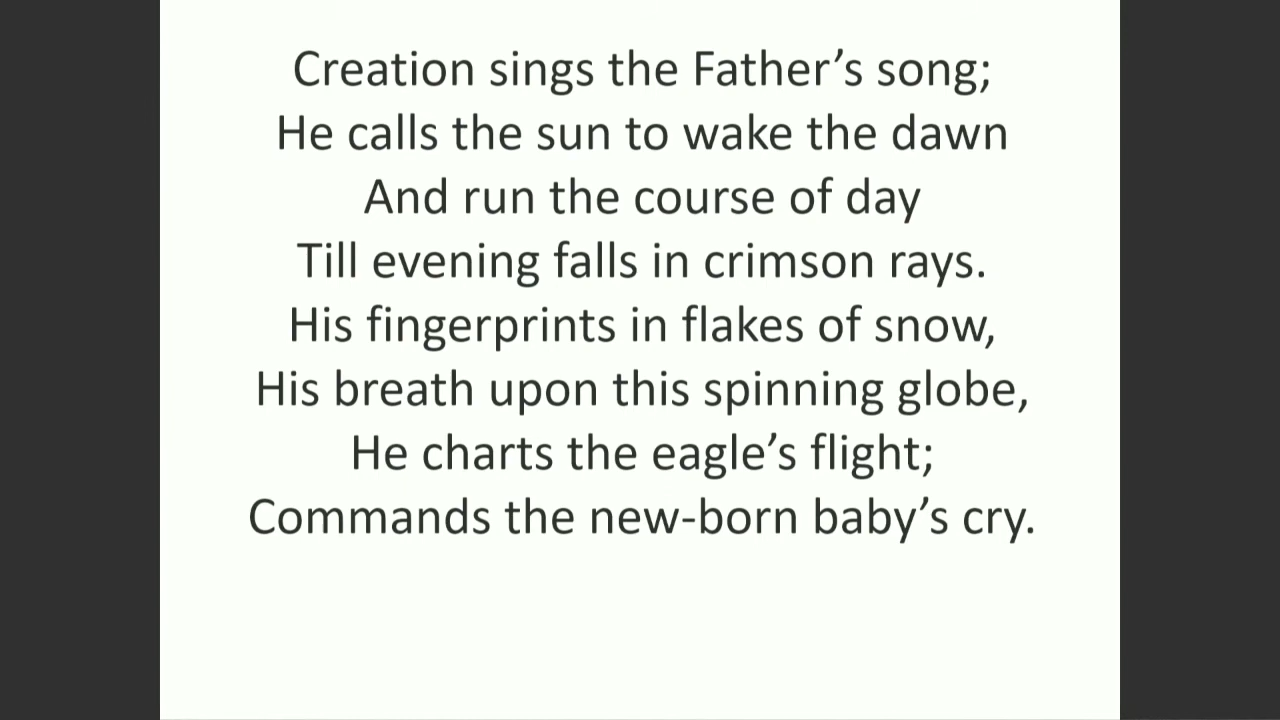 Creation sings the Father’s song;
He calls the sun to wake the dawn
And run the course of day
Till evening falls in crimson rays.
His fingerprints in flakes of snow,
His breath upon this spinning globe,
He charts the eagle’s flight;
Commands the new-born baby’s cry.